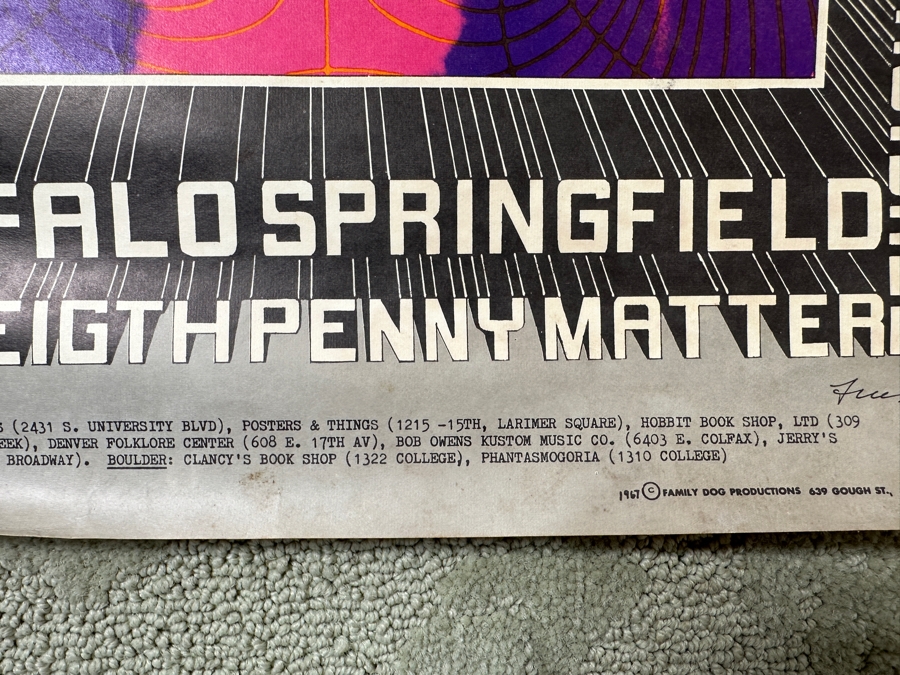 FALO SPRINGFIELD
EIGTH PENNY MATTER
S (2431 S. UNIVERSITY BLVD), POSTERS & THINGS (1215 -15TH, LARIMER SQUARE), HOBBIT BOOK SHOP, LTD (309
EEK), DENVER FOLKLORE CENTER (608 E. 17TH AV), BOB OWENS KUSTOM MUSIC CO. (6403 E. COLFAX), JERRY'S
BROADWAY). BOULDER: CLANCY'S BOOK SHOP (1322 COLLEGE), PHANTASMOGORIA (1310 COLLEGE)
1967 © FAMILY DOG PRODUCTIONS 639 GOUGH ST.,